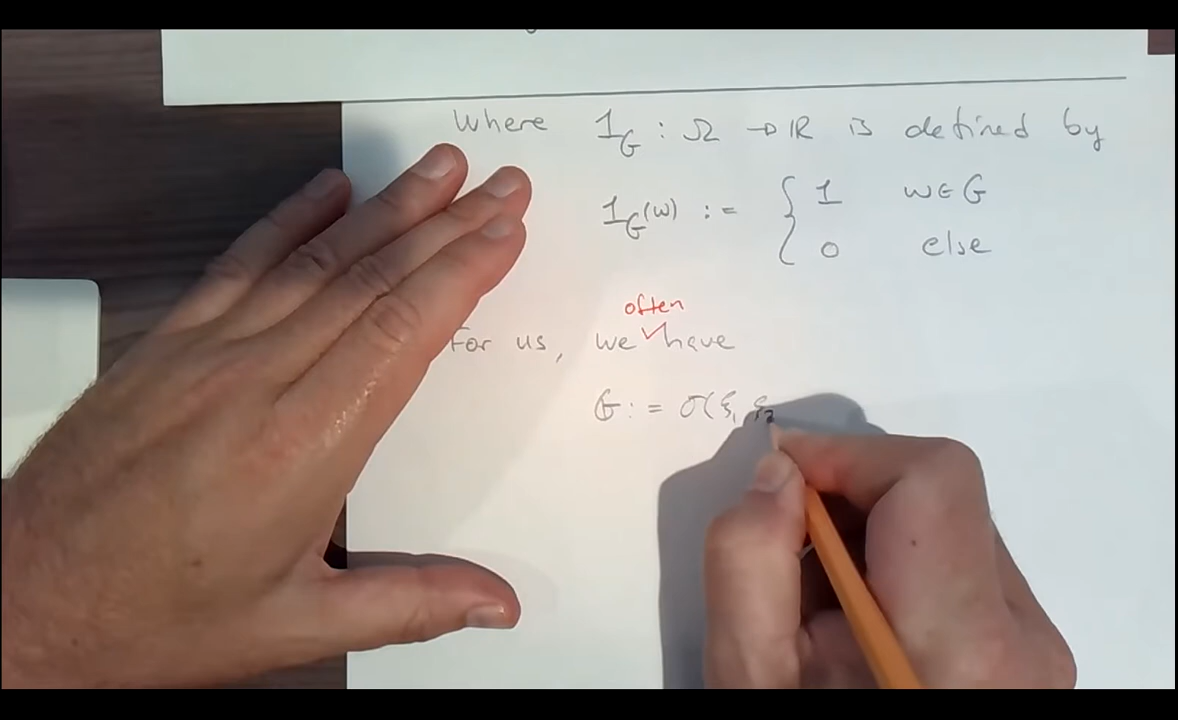 Where 1_G : Ω → ℝ is defined by
1_G(ω) := { 1 ω∈G
0 else
often
For us, we have
G := σ(ξ₁ ξ₂